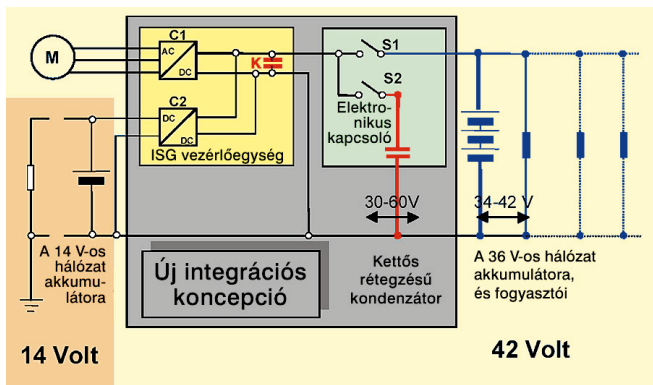 C1
M
AC
DC
K
C2
DC
DC
ISG vezérlőegység
S1
S2
Elektro-
nikus
kapcsoló
30-60V
34-42 V
A 14 V-os
hálózat
akkumu-
látora
Új integrációs
koncepció
Kettős
rétegzésű
kondenzátor
A 36 V-os hálózat
akkumulátora,
és fogyasztói
14 Volt
42 Volt